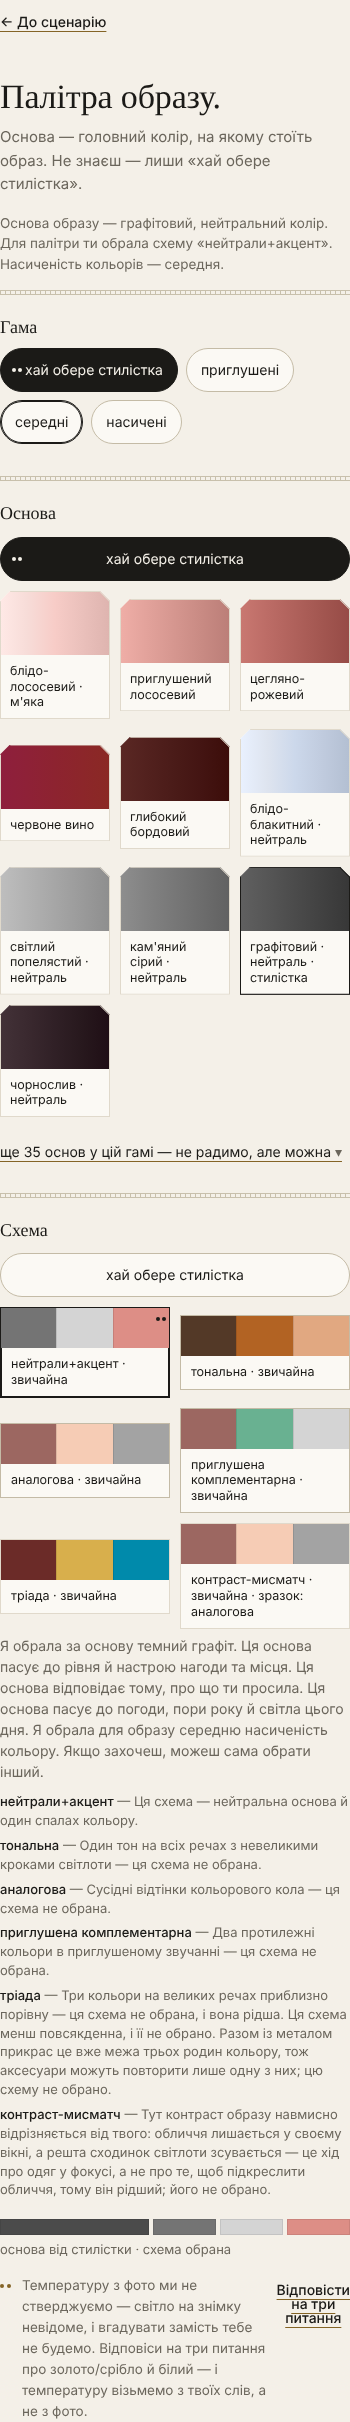 ← До сценарію
Палітра образу.
Основа — головний колір, на якому стоїть
образ. Не знаєш — лиши «хай обере
стилістка».
Основа образу — графітовий, нейтральний колір.
Для палітри ти обрала схему «нейтрали+акцент».
Насиченість кольорів — середня.
Гама
хай обере стилістка
приглушені
середні
насичені
Основа
хай обере стилістка
блідо-
лососевий ·
м'яка
приглушений
лососевий
цегляно-
рожевий
червоне вино
глибокий
бордовий
блідо-
блакитний ·
нейтраль
світлий
попелястий ·
нейтраль
кам'яний
сірий ·
нейтраль
графітовий ·
нейтраль ·
стилістка
чорнослив ·
нейтраль
ще 35 основ у цій гамі — не радимо, але можна ▾
Схема
хай обере стилістка
нейтрали+акцент ·
звичайна
тональна · звичайна
аналогова · звичайна
приглушена
комплементарна ·
звичайна
тріада · звичайна
контраст-мисматч ·
звичайна · зразок:
аналогова
Я обрала за основу темний графіт. Ця основа
пасує до рівня й настрою нагоди та місця. Ця
основа відповідає тому, про що ти просила. Ця
основа пасує до погоди, пори року й світла цього
дня. Я обрала для образу середню насиченість
кольору. Якщо захочеш, можеш сама обрати
інший.
нейтрали+акцент — Ця схема — нейтральна основа й
один спалах кольору.
тональна — Один тон на всіх речах з невеликими
кроками світлоти — ця схема не обрана.
аналогова — Сусідні відтінки кольорового кола — ця
схема не обрана.
приглушена комплементарна — Два протилежні
кольори в приглушеному звучанні — ця схема не
обрана.
тріада — Три кольори на великих речах приблизно
порівну — ця схема не обрана, і вона рідша. Ця схема
менш повсякденна, і її не обрано. Разом із металом
прикрас це вже межа трьох родин кольору, тож
аксесуари можуть повторити лише одну з них; цю
схему не обрано.
контраст-мисматч — Тут контраст образу навмисно
відрізняється від твого: обличчя лишається у своєму
вікні, а решта сходинок світлоти зсувається — це хід
про одяг у фокусі, а не про те, щоб підкреслити
обличчя, тому він рідший; його не обрано.
основа від стилістки · схема обрана
Температуру з фото ми не
стверджуємо — світло на знімку
невідоме, і вгадувати замість тебе
не будемо. Відповіси на три питання
про золото/срібло й білий — і
температуру візьмемо з твоїх слів, а
не з фото.
Відповісти
на три
питання